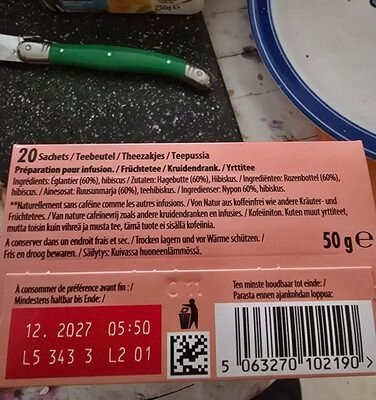 250g
20 Sachets / Teebeutel / Theezakjes / Teepussia
Préparation pour infusion. / Früchtetee / Kruidendrank. / Yrttitee
Ingrédients: Eglantier (60%), hibiscus / Zutaten: Hagebutte (60%), Hibiskus. / Ingrediënten: Rozenbottel (60%),
hibiscus. / Ainesosat: Ruusunmarja (60%), teehibiskus. / Ingredienser: Nypon 60%, hibiskus.
*Naturellement sans caféine comme les autres infusions. / Von Natur aus koffeinfrei wie andere Kräuter- und
Früchtetees. / Van nature cafeïnevrij zoals andere kruidendranken en infusies. / Kofeiiniton. Kuten muut yrttiteet,
mutta toisin kuin vihreä ja musta tee, tämä tuote ei sisällä kofeiinia.
A conserver dans un endroit frais et sec. / Trocken lagern und vor Wärme schützen. /
Fris en droog bewaren. / Säilytys: Kuivassa huoneenlämmössä.
50 g e
À consommer de préférence avant fin : /
Mindestens haltbar bis Ende: /
Ten minste houdbaar tot einde: /
Parasta ennen ajankohdan loppua:
12. 2027 05:50
L5 343 3 L2 01
5 063270 102190 >